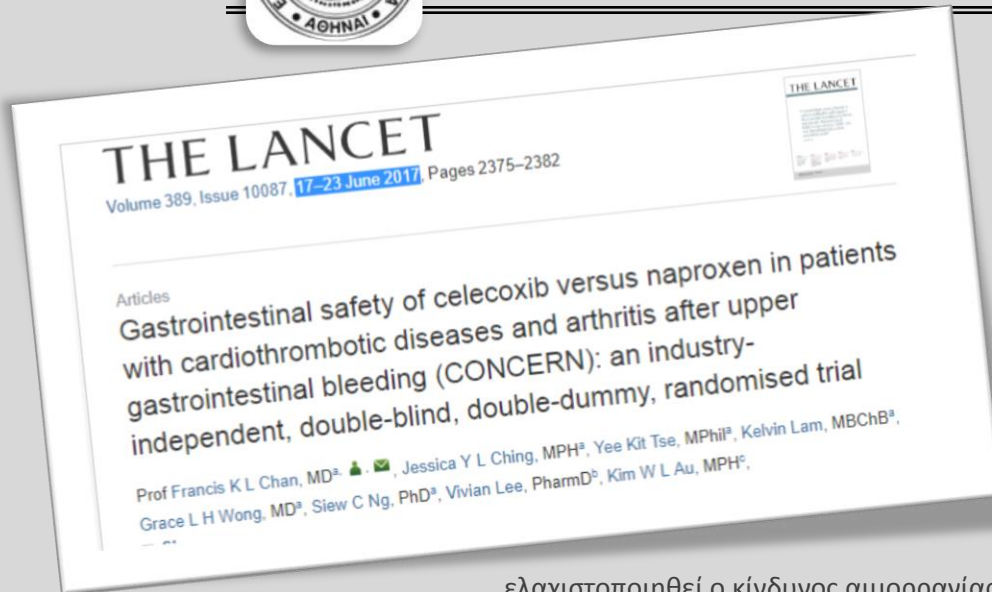 ΑΘΗΝΑΙ
THE LANCET
Volume 389, Issue 10087, 17–23 June 2017, Pages 2375–2382
THE LANCET
Articles
Gastrointestinal safety of celecoxib versus naproxen in patients
with cardiothrombotic diseases and arthritis after upper
gastrointestinal bleeding (CONCERN): an industry-
independent, double-blind, double-dummy, randomised trial
Prof Francis K L Chan, MDᵃ, , Jessica Y L Ching, MPHᵃ, Yee Kit Tse, MPhilᵃ, Kelvin Lam, MBChBᵃ,
Grace L H Wong, MDᵃ, Siew C Ng, PhDᵃ, Vivian Lee, PharmDᵇ, Kim W L Au, MPHᶜ,
ελαχιστοποιηθεί ο κίνδυνος αιμορραγίας